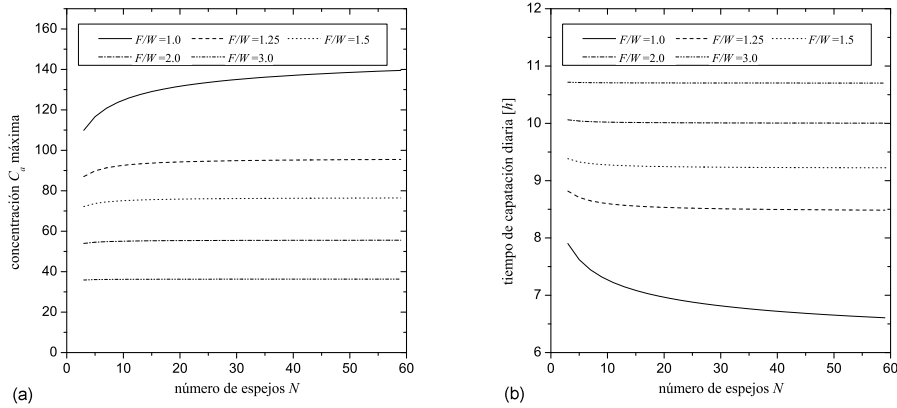 concentración Ca máxima
170
160
140
120
100
80
60
40
20
0
F/W=1.0 F/W=1.25 F/W=1.5
F/W=2.0 F/W=3.0
0 10 20 30 40 50 60
número de espejos N
(a)
tiempo de capatación diaria [h]
12
11
10
9
8
7
6
F/W=1.0 F/W=1.25 F/W=1.5
F/W=2.0 F/W=3.0
0 10 20 30 40 50 60
número de espejos N
(b)